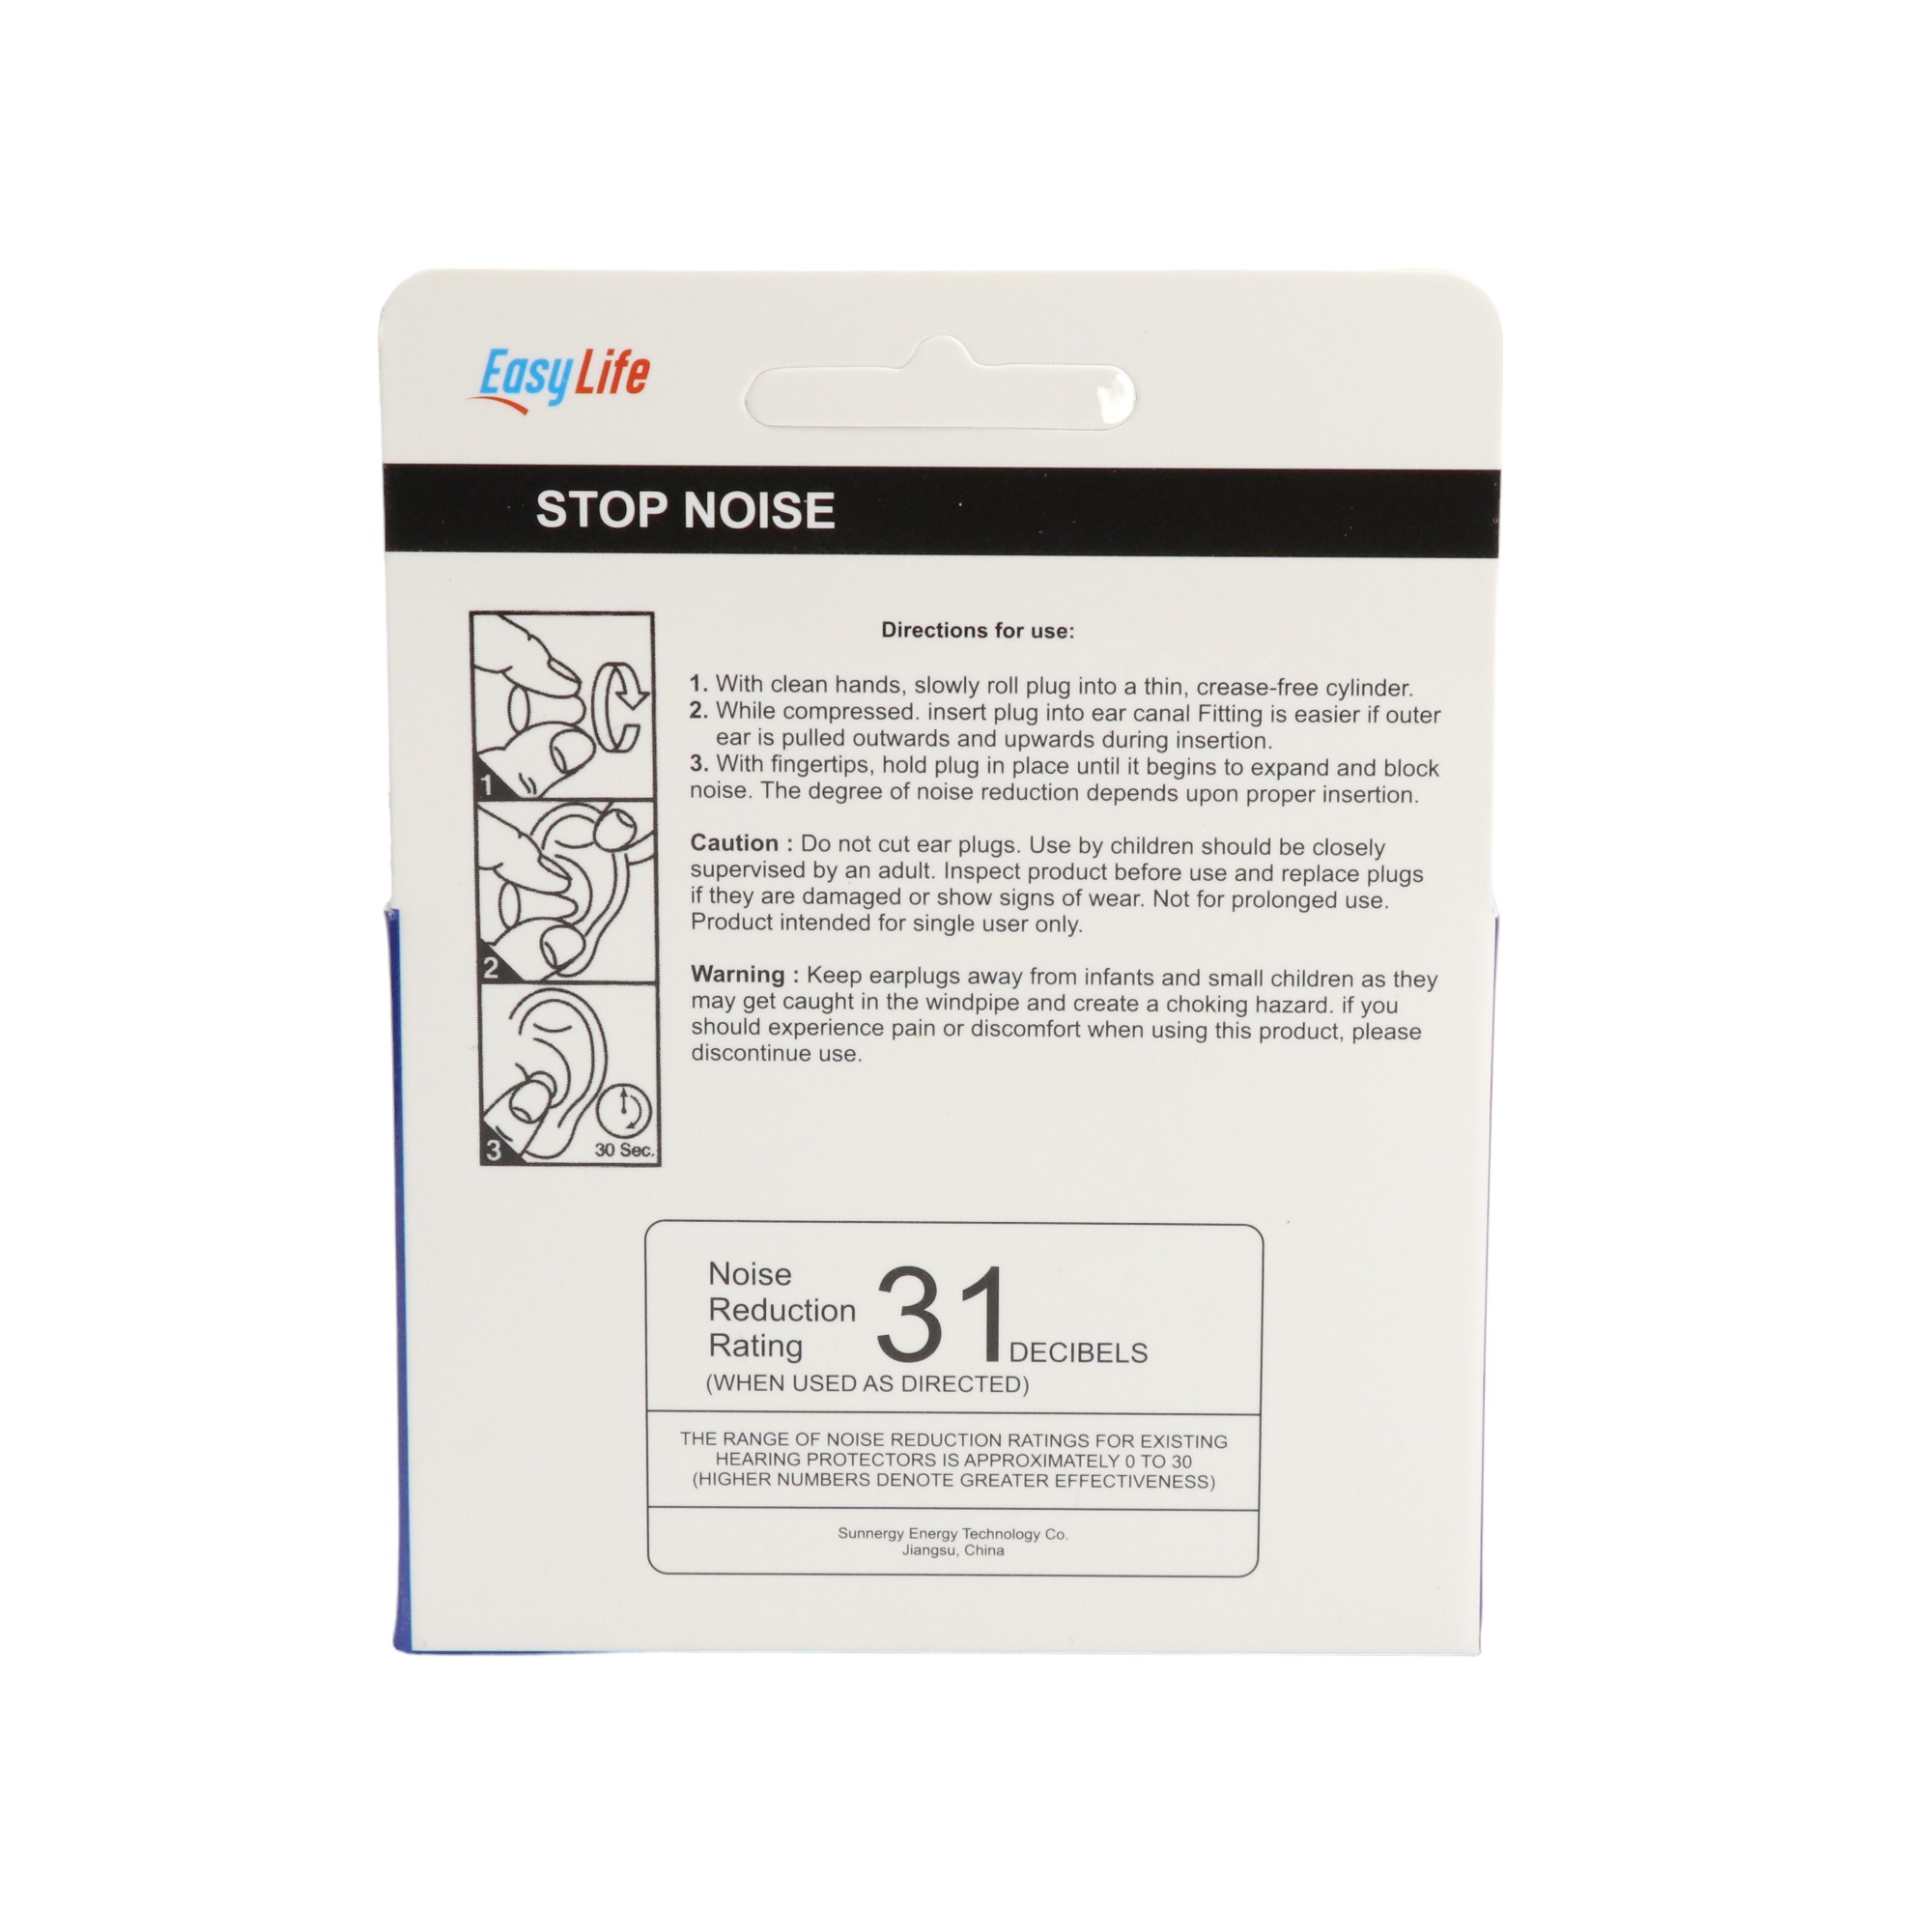 Easy Life
STOP NOISE
Directions for use:
1. With clean hands, slowly roll plug into a thin, crease-free cylinder.
2. While compressed. insert plug into ear canal Fitting is easier if outer
ear is pulled outwards and upwards during insertion.
3. With fingertips, hold plug in place until it begins to expand and block
noise. The degree of noise reduction depends upon proper insertion.
Caution : Do not cut ear plugs. Use by children should be closely
supervised by an adult. Inspect product before use and replace plugs
if they are damaged or show signs of wear. Not for prolonged use.
Product intended for single user only.
Warning : Keep earplugs away from infants and small children as they
may get caught in the windpipe and create a choking hazard. if you
should experience pain or discomfort when using this product, please
discontinue use.
1
2
3
30 Sec.
Noise
Reduction
Rating
31 DECIBELS
(WHEN USED AS DIRECTED)
THE RANGE OF NOISE REDUCTION RATINGS FOR EXISTING
HEARING PROTECTORS IS APPROXIMATELY 0 TO 30
(HIGHER NUMBERS DENOTE GREATER EFFECTIVENESS)
Sunnergy Energy Technology Co.
Jiangsu, China